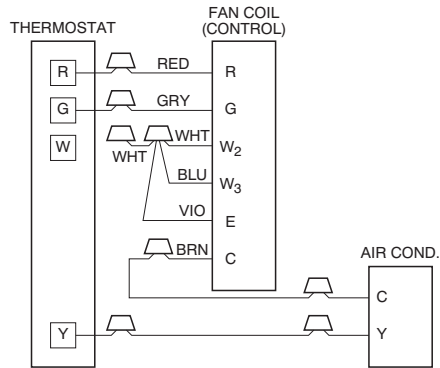 THERMOSTAT
FAN COIL
(CONTROL)
R
RED
R
G
GRY
G
W
WHT
WHT
W2
BLU
W3
VIO
E
BRN
C
AIR COND.
C
Y
Y